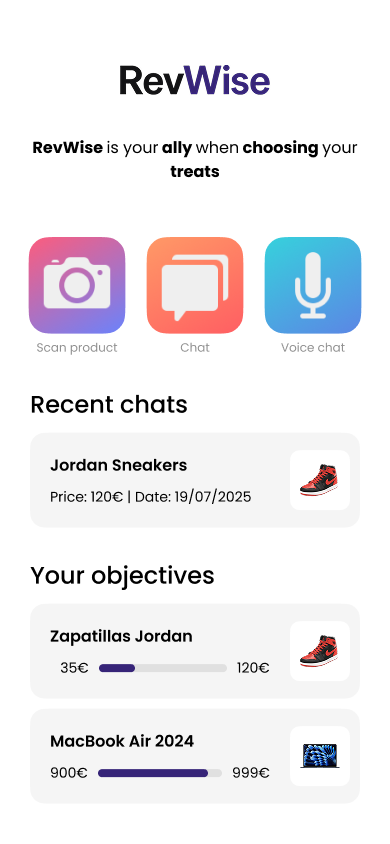 RevWise
RevWise is your ally when choosing your
treats
Scan product
Chat
Voice chat
Recent chats
Jordan Sneakers
Price: 120€ | Date: 19/07/2025
Your objectives
Zapatillas Jordan
35€
120€
MacBook Air 2024
900€
999€